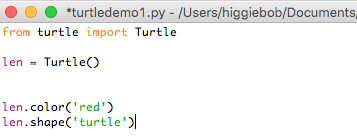 *turtledemo1.py - /Users/higgiebob/Documents/
from turtle import Turtle
len = Turtle()
len.color('red')
len.shape('turtle')